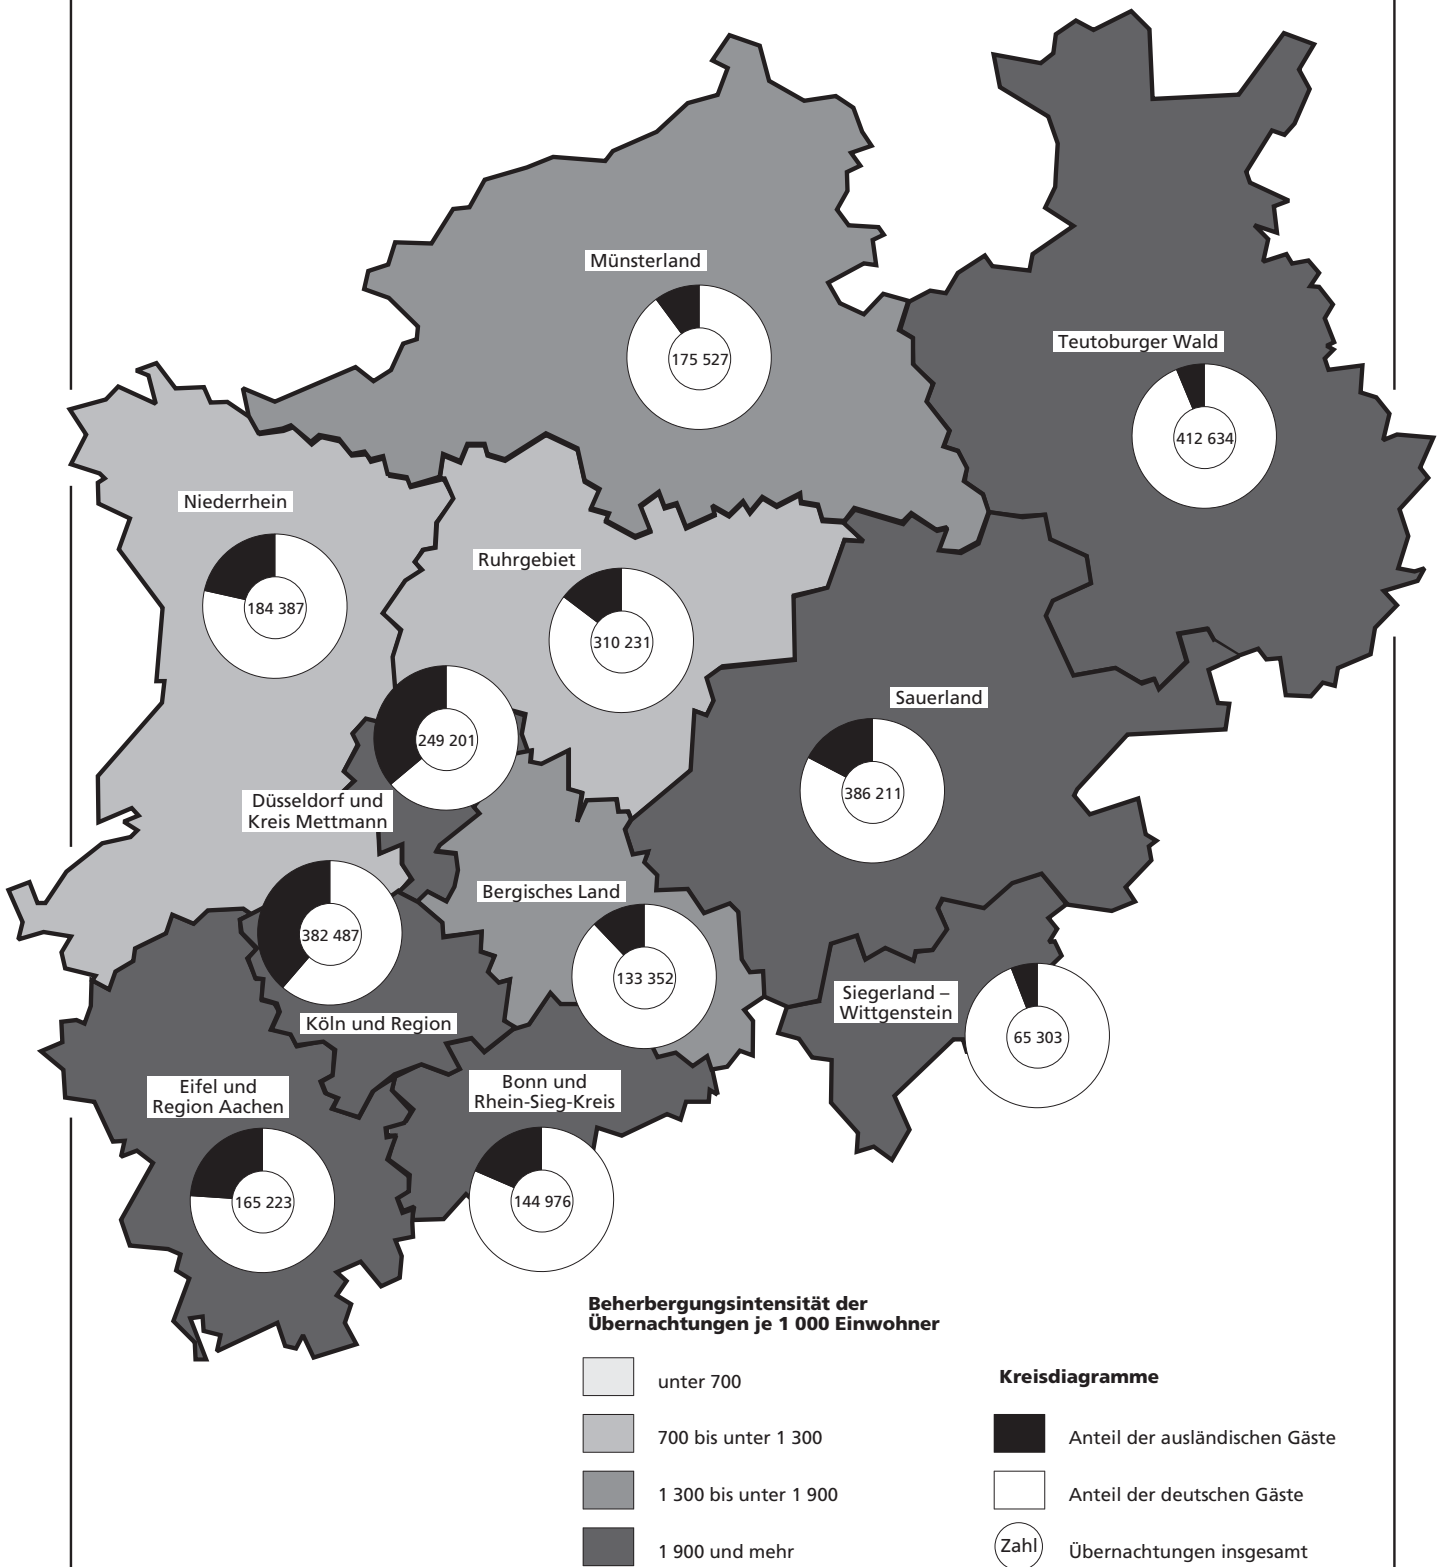 Münsterland
175 527
Teutoburger Wald
412 634
Niederrhein
184 387
Ruhrgebiet
310 231
249 201
Düsseldorf und
Kreis Mettmann
Sauerland
386 211
Bergisches Land
133 352
382 487
Köln und Region
Siegerland –
Wittgenstein
65 303
Eifel und
Region Aachen
165 223
Bonn und
Rhein-Sieg-Kreis
144 976
Beherbergungsintensität der
Übernachtungen je 1 000 Einwohner
unter 700
700 bis unter 1 300
1 300 bis unter 1 900
1 900 und mehr
Kreisdiagramme
Anteil der ausländischen Gäste
Anteil der deutschen Gäste
Zahl Übernachtungen insgesamt